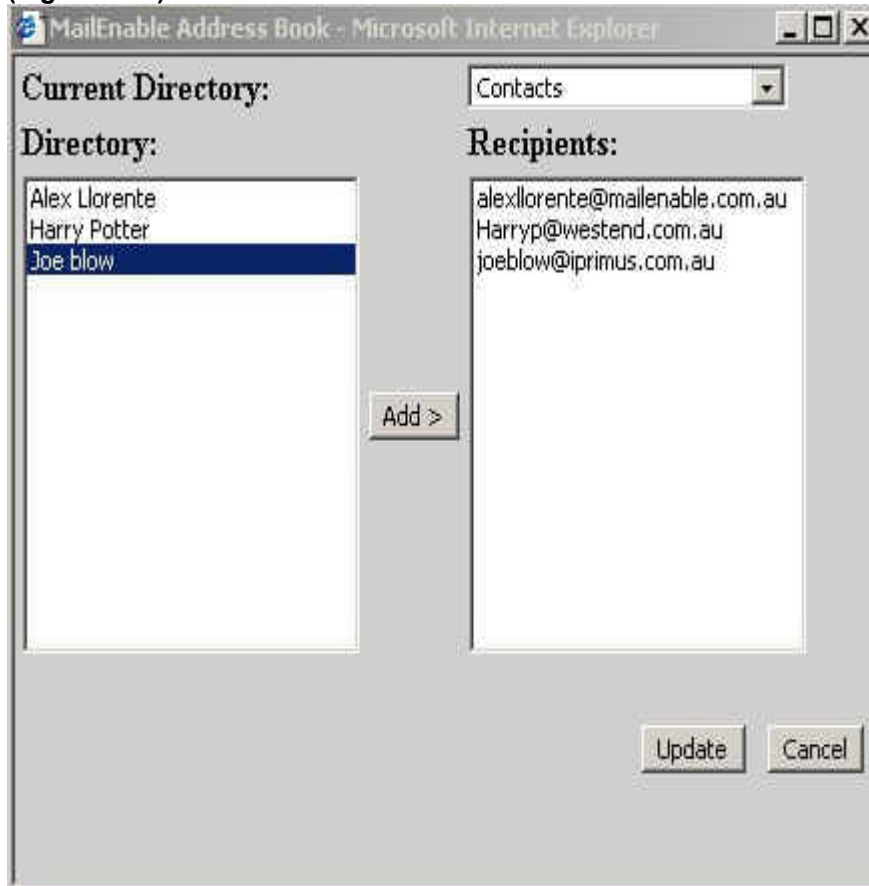 MailEnable Address Book - Microsoft Internet Explorer
Current Directory:
Contacts
Directory:
Recipients:
Alex Llorente
Harry Potter
Joe blow
alexllorente@mailenable.com.au
Harryp@westend.com.au
joeblow@iprimus.com.au
Add >
Update
Cancel